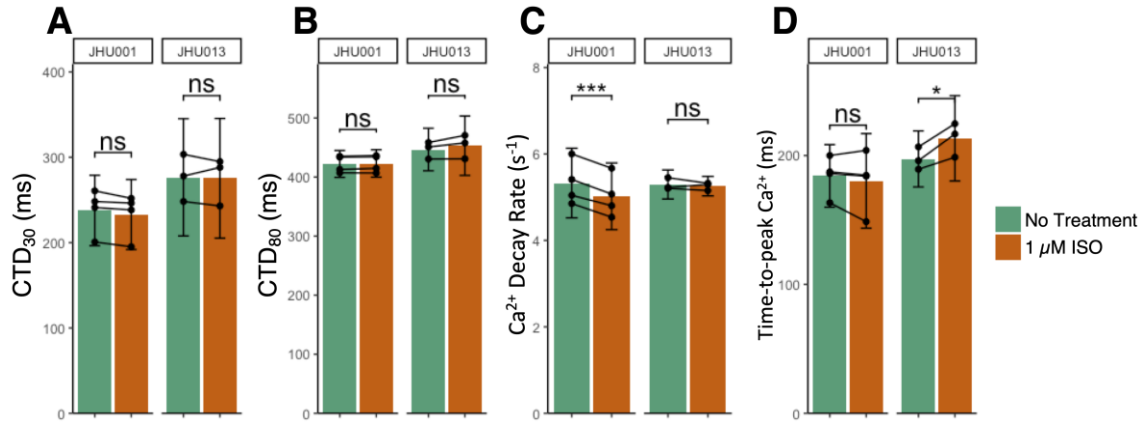 A B C D
JHU001 JHU013 JHU001 JHU013 JHU001 JHU013 JHU001 JHU013
CTD₃₀ (ms)
400
300
200
100
0
ns ns
CTD₈₀ (ms)
500
400
300
200
100
0
ns ns
Ca²⁺ Decay Rate (s⁻¹)
8
6
4
2
0
*** ns
Time-to-peak Ca²⁺ (ms)
200
100
0
ns *
No Treatment
1 µM ISO